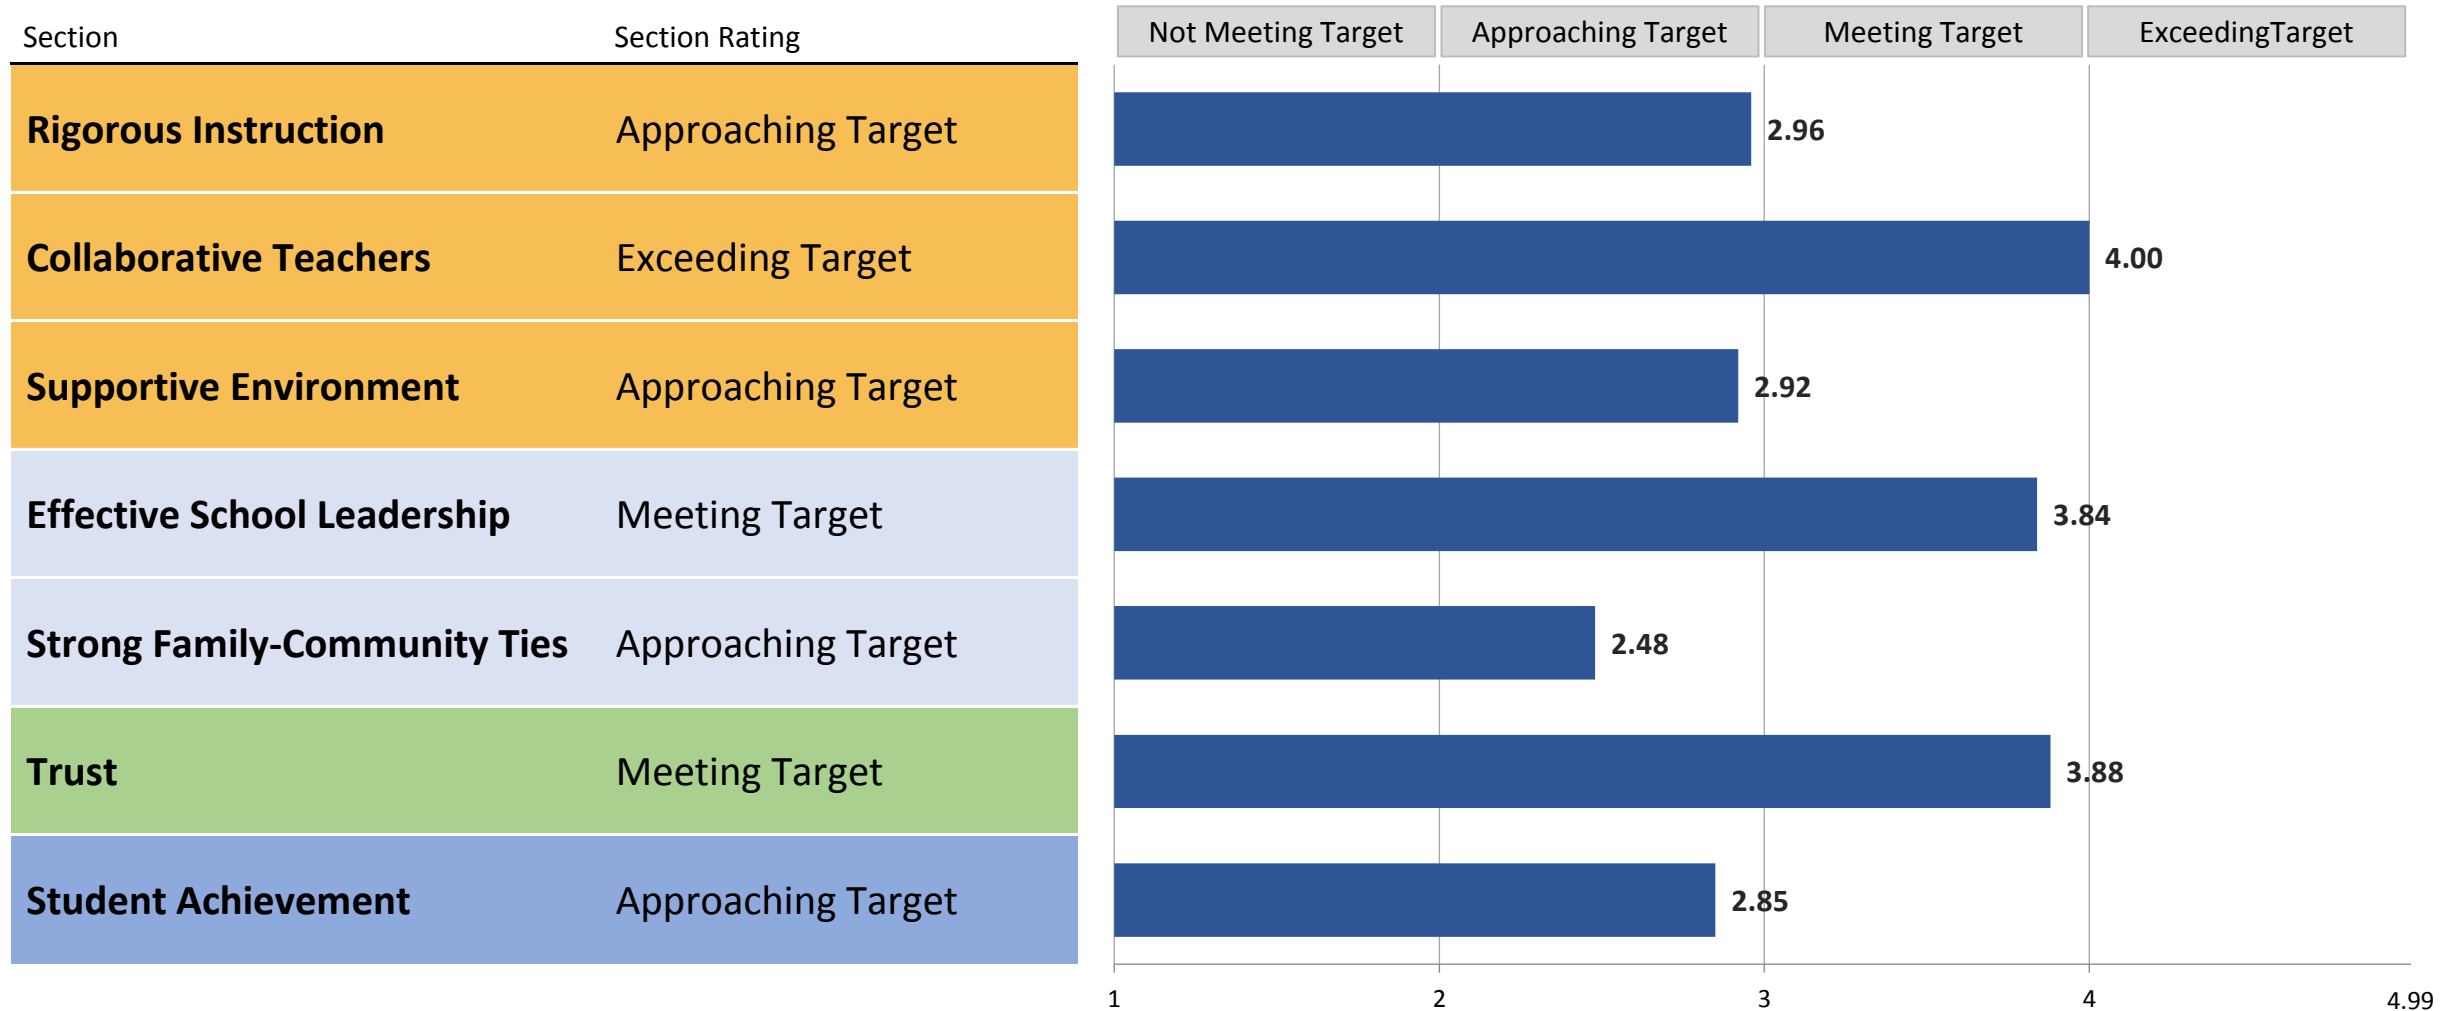 Section Section Rating Not Meeting Target Approaching Target Meeting Target ExceedingTarget
Rigorous Instruction Approaching Target 2.96
Collaborative Teachers Exceeding Target 4.00
Supportive Environment Approaching Target 2.92
Effective School Leadership Meeting Target 3.84
Strong Family-Community Ties Approaching Target 2.48
Trust Meeting Target 3.88
Student Achievement Approaching Target 2.85
1 2 3 4 4.99